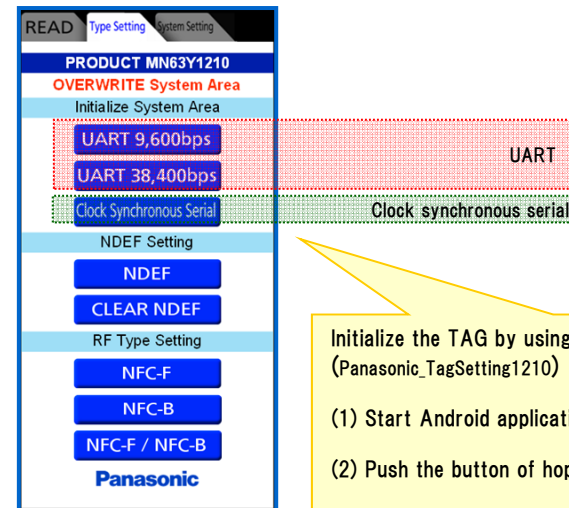 READ Type Setting System Setting
PRODUCT MN63Y1210
OVERWRITE System Area
Initialize System Area
UART 9,600bps
UART 38,400bps
UART
Clock Synchronous Serial
Clock synchronous serial
NDEF Setting
NDEF
CLEAR NDEF
RF Type Setting
NFC-F
NFC-B
NFC-F / NFC-B
Panasonic
Initialize the TAG by using
(Panasonic_TagSetting1210)
(1) Start Android applicati
(2) Push the button of hop